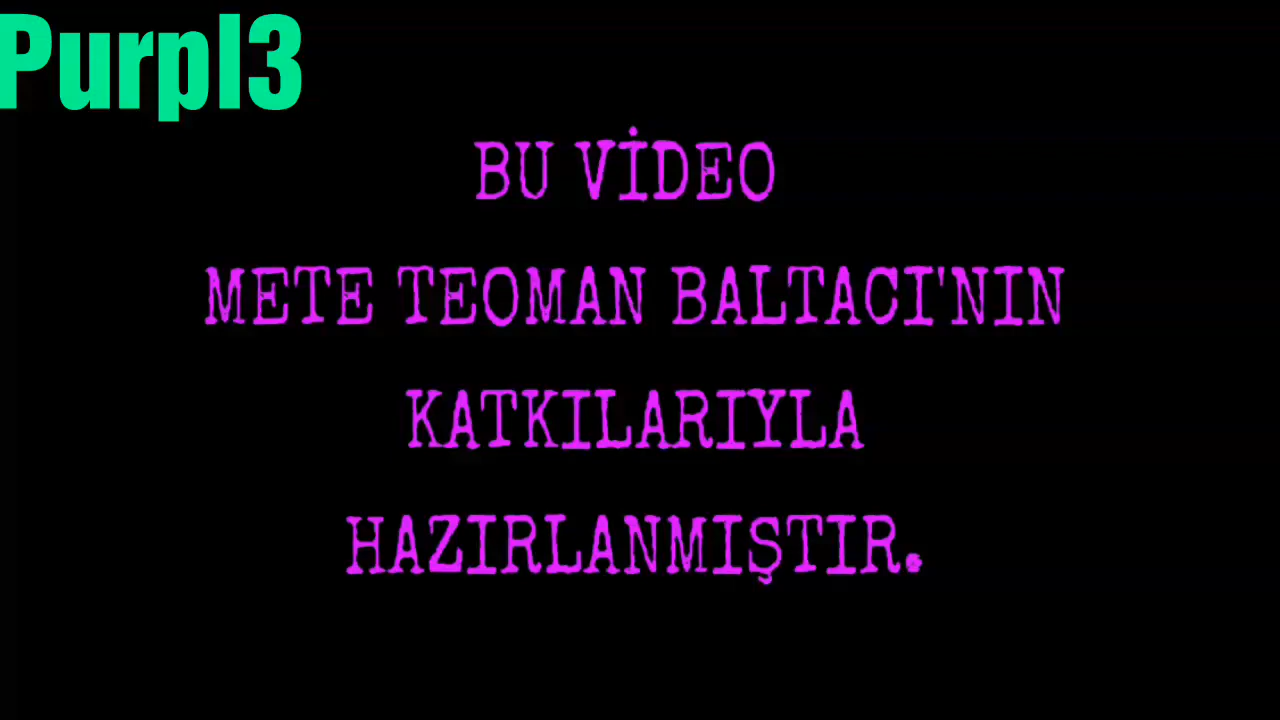 Purpl3
BU VİDEO
METE TEOMAN BALTACI'NIN
KATKILARIYLA
HAZIRLANMIŞTIR.